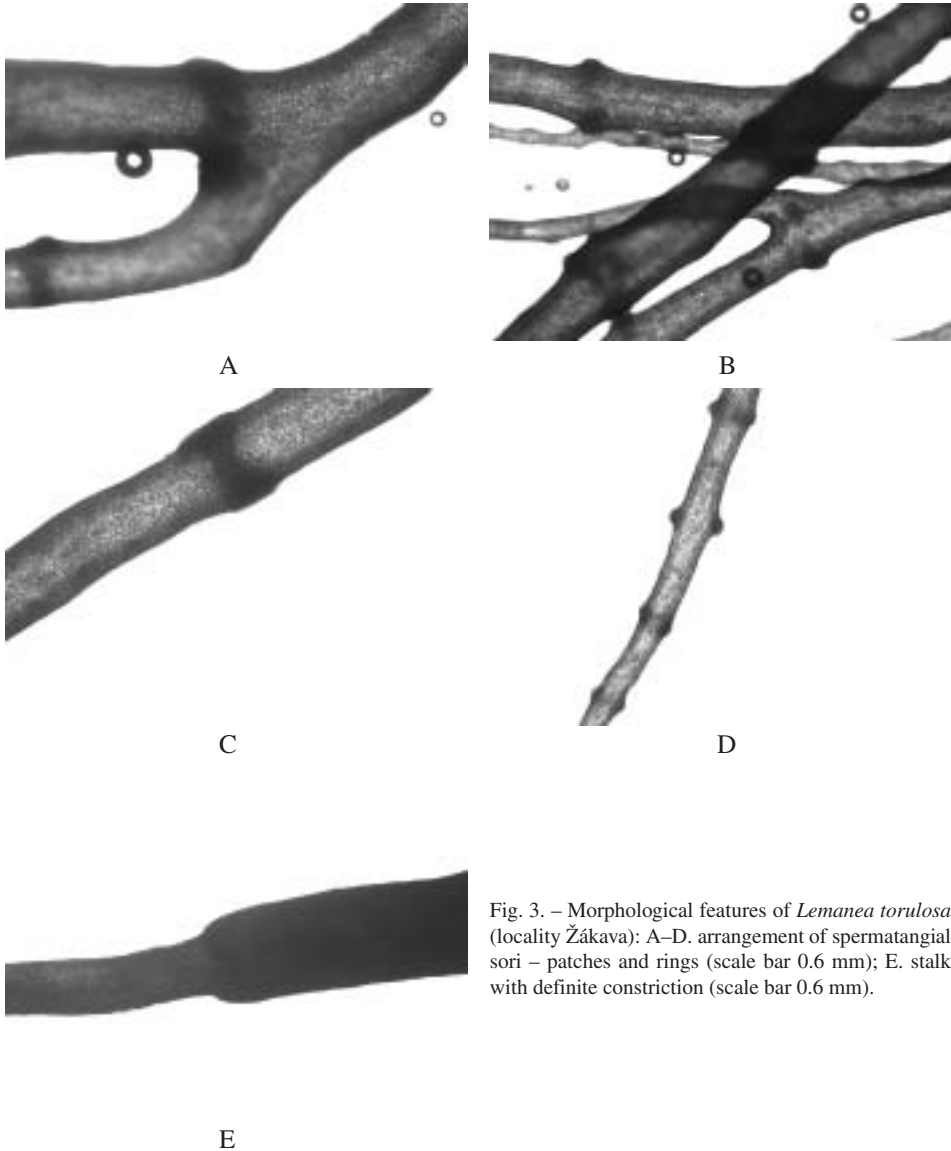 A
B
C
D
Fig. 3. – Morphological features of Lemanea torulosa
(locality Žákava): A–D. arrangement of spermatangial
sori – patches and rings (scale bar 0.6 mm); E. stalk
with definite constriction (scale bar 0.6 mm).
E